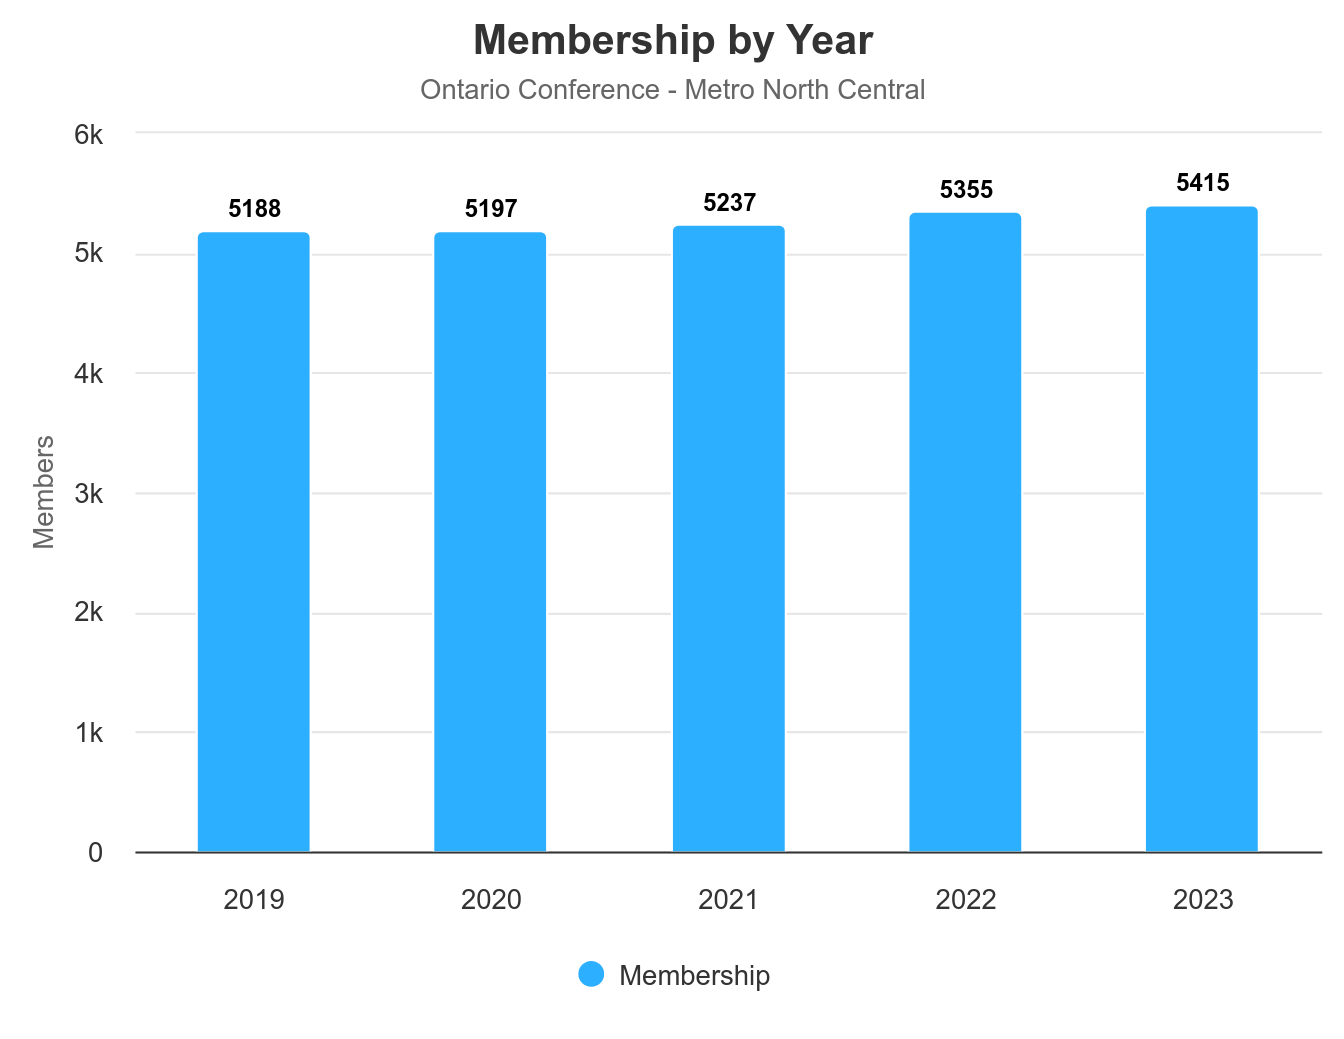 Membership by Year
Ontario Conference - Metro North Central
6k
5k
4k
3k
2k
1k
0
Members
5188
5197
5237
5355
5415
2019
2020
2021
2022
2023
Membership